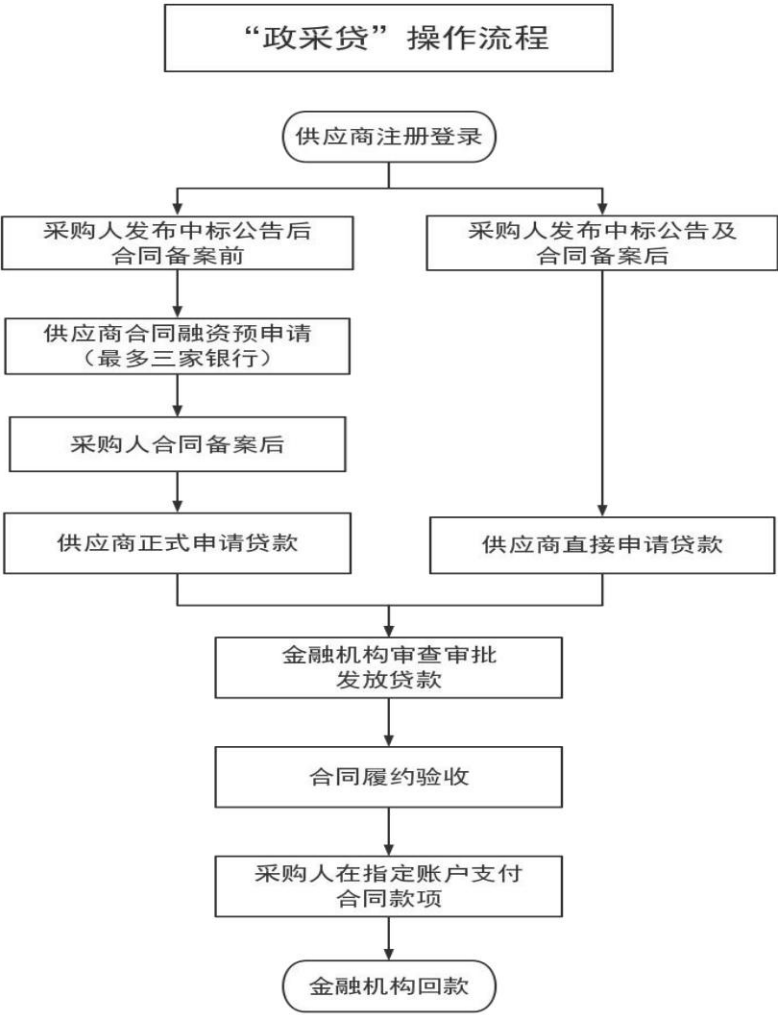 “政采贷”操作流程
供应商注册登录
采购人发布中标公告后
合同备案前
采购人发布中标公告及
合同备案后
供应商合同融资预申请
（最多三家银行）
采购人合同备案后
供应商正式申请贷款
供应商直接申请贷款
金融机构审查审批
发放贷款
合同履约验收
采购人在指定账户支付
合同款项
金融机构回款